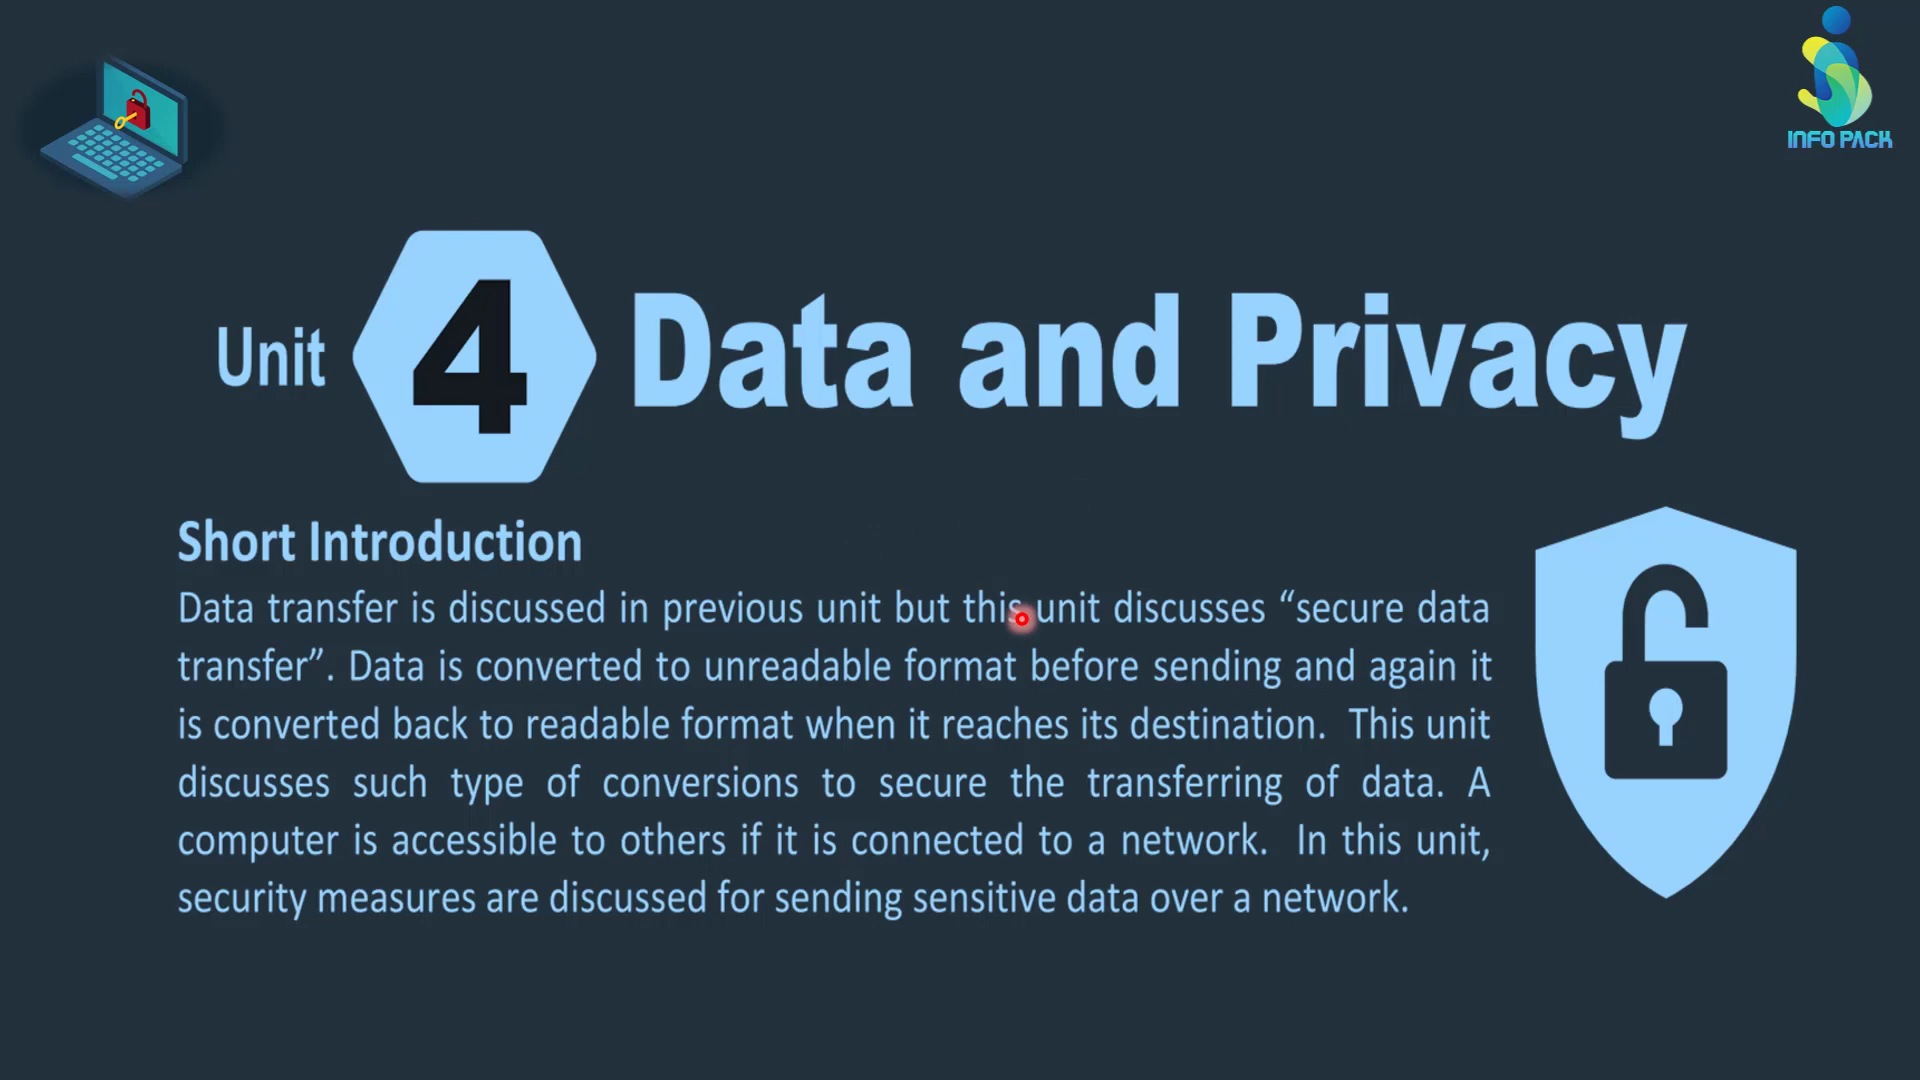 INFO PACK
Unit 4 Data and Privacy
Short Introduction
Data transfer is discussed in previous unit but this unit discusses “secure data
transfer”. Data is converted to unreadable format before sending and again it
is converted back to readable format when it reaches its destination. This unit
discusses such type of conversions to secure the transferring of data. A
computer is accessible to others if it is connected to a network. In this unit,
security measures are discussed for sending sensitive data over a network.